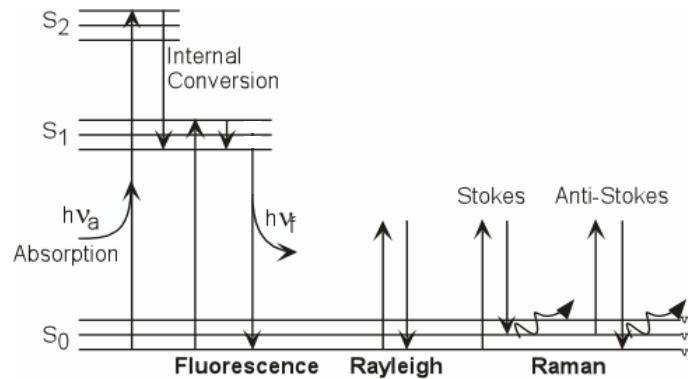 S2
Internal
Conversion
S1
hνa
hνf
Absorption
Stokes
Anti-Stokes
S0
Fluorescence
Rayleigh
Raman